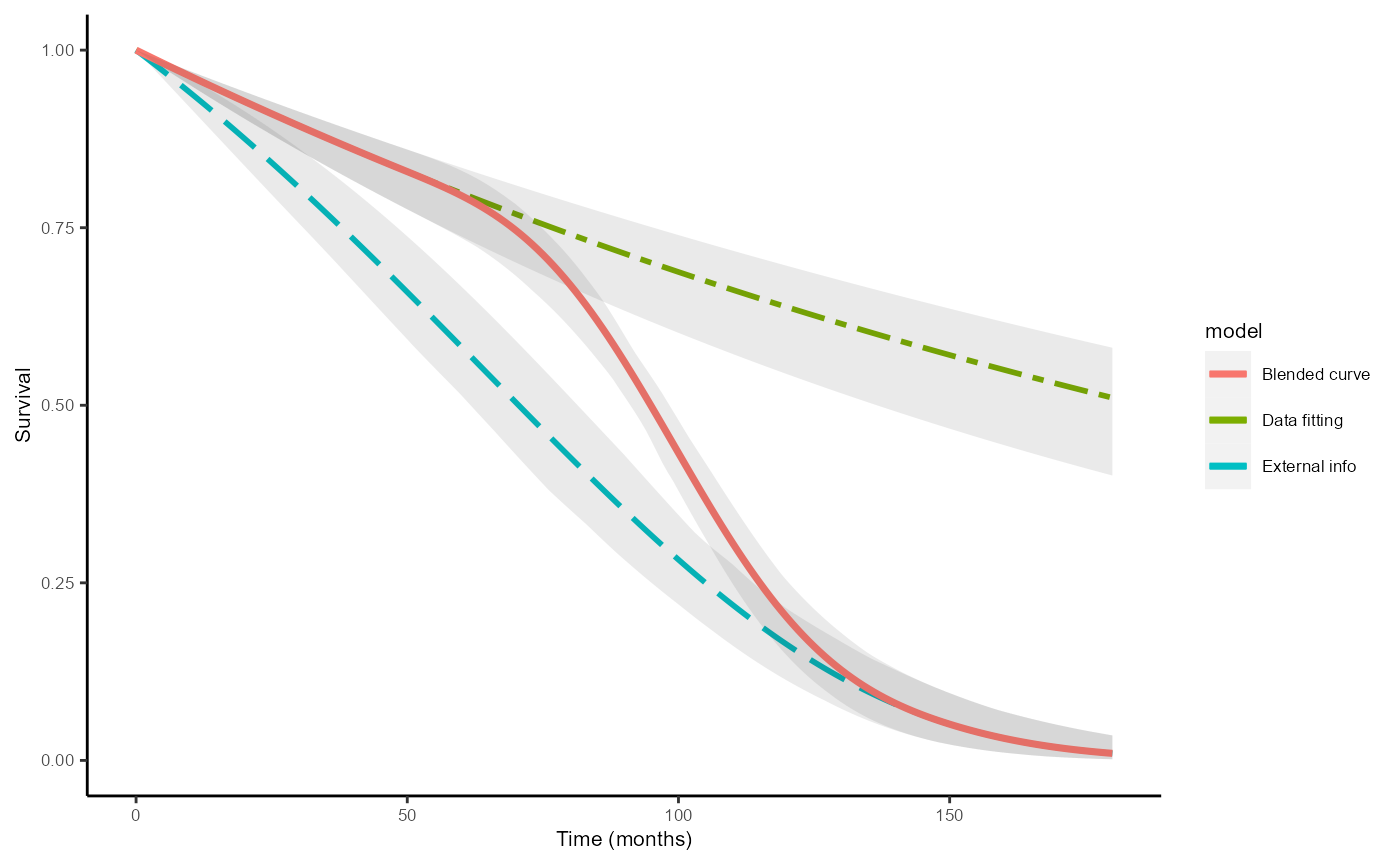 1.00
0.75
0.50
0.25
0.00
Survival
0
50
100
150
Time (months)
model
Blended curve
Data fitting
External info